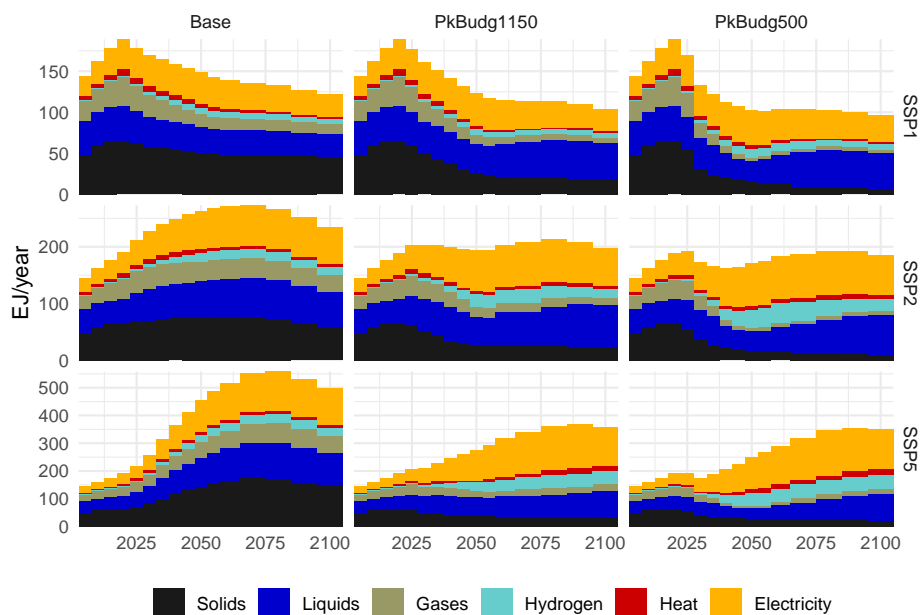 Base PkBudg1150 PkBudg500
150
100
50
0
SSP1
EJ/year
200
100
0
SSP2
500
400
300
200
100
0
SSP5
2025 2050 2075 2100 2025 2050 2075 2100 2025 2050 2075 2100
Solids Liquids Gases Hydrogen Heat Electricity